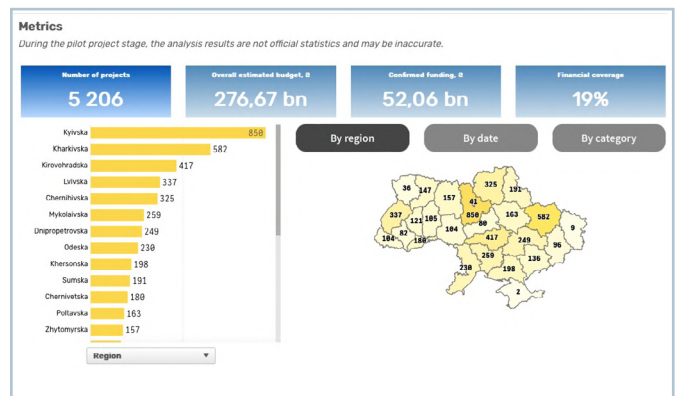 Metrics
During the pilot project stage, the analysis results are not official statistics and may be inaccurate.
Number of projects
5 206
Overall estimated budget, ₴
276,67 bn
Confirmed funding, ₴
52,06 bn
Financial coverage
19%
Kyivska 850
Kharkivska 582
Kirovohradska 417
Lvivska 337
Chernihivska 325
Mykolaivska 259
Dnipropetrovska 249
Odeska 230
Khersonska 198
Sumska 191
Chernivetska 180
Poltavska 163
Zhytomyrska 157
Region
By region
By date
By category
36 147 157 41 325 191
337 121 105 850 80 163 582 9
104 82 180 104 417 249 96
259 136
230 198
2